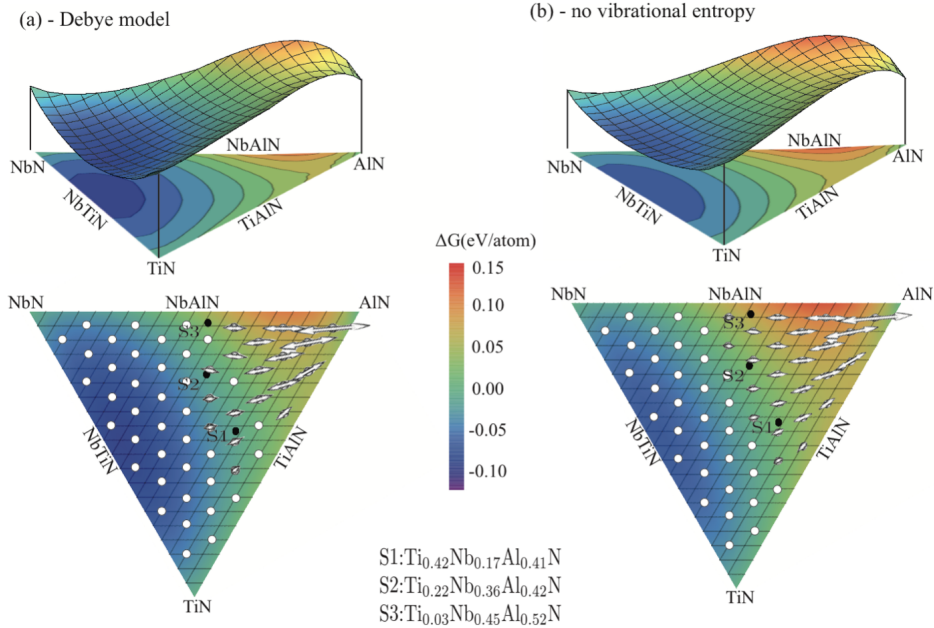 (a) - Debye model
(b) - no vibrational entropy
NbN
NbAlN
AlN
NbTiN
TiAlN
TiN
NbN
NbAlN
AlN
NbTiN
TiAlN
TiN
ΔG(eV/atom)
0.15
0.10
0.05
0.00
-0.05
-0.10
NbN
NbAlN
AlN
S3
S2
S1
NbTiN
TiAlN
TiN
NbN
NbAlN
AlN
S3
S2
S1
NbTiN
TiAlN
TiN
S1:Ti0.42Nb0.17Al0.41N
S2:Ti0.22Nb0.36Al0.42N
S3:Ti0.03Nb0.45Al0.52N